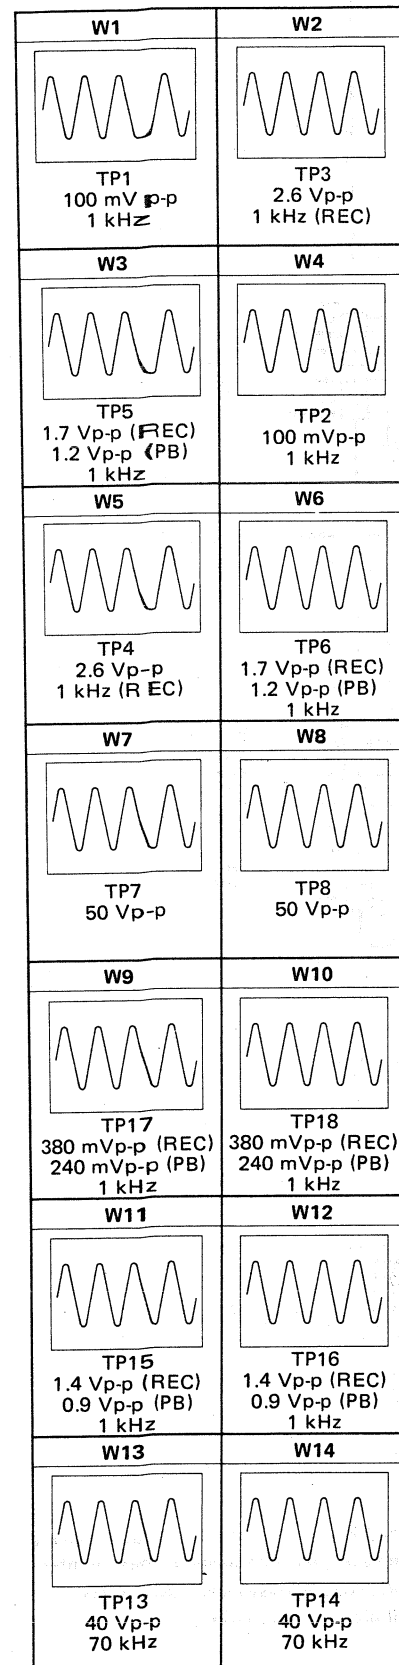 W1
W2
TP1
100 mV p-p
1 kHz
TP3
2.6 Vp-p
1 kHz (REC)
W3
W4
TP5
1.7 Vp-p (REC)
1.2 Vp-p (PB)
1 kHz
TP2
100 mVp-p
1 kHz
W5
W6
TP4
2.6 Vp-p
1 kHz (R EC)
TP6
1.7 Vp-p (REC)
1.2 Vp-p (PB)
1 kHz
W7
W8
TP7
50 Vp-p
TP8
50 Vp-p
W9
W10
TP17
380 mVp-p (REC)
240 mVp-p (PB)
1 kHz
TP18
380 mVp-p (REC)
240 mVp-p (PB)
1 kHz
W11
W12
TP15
1.4 Vp-p (REC)
0.9 Vp-p (PB)
1 kHz
TP16
1.4 Vp-p (REC)
0.9 Vp-p (PB)
1 kHz
W13
W14
TP13
40 Vp-p
70 kHz
TP14
40 Vp-p
70 kHz